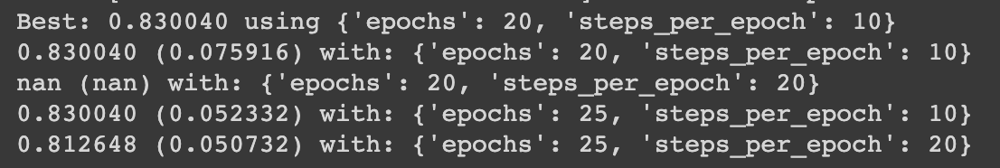 Best: 0.830040 using {'epochs': 20, 'steps_per_epoch': 10}
0.830040 (0.075916) with: {'epochs': 20, 'steps_per_epoch': 10}
nan (nan) with: {'epochs': 20, 'steps_per_epoch': 20}
0.830040 (0.052332) with: {'epochs': 25, 'steps_per_epoch': 10}
0.812648 (0.050732) with: {'epochs': 25, 'steps_per_epoch': 20}